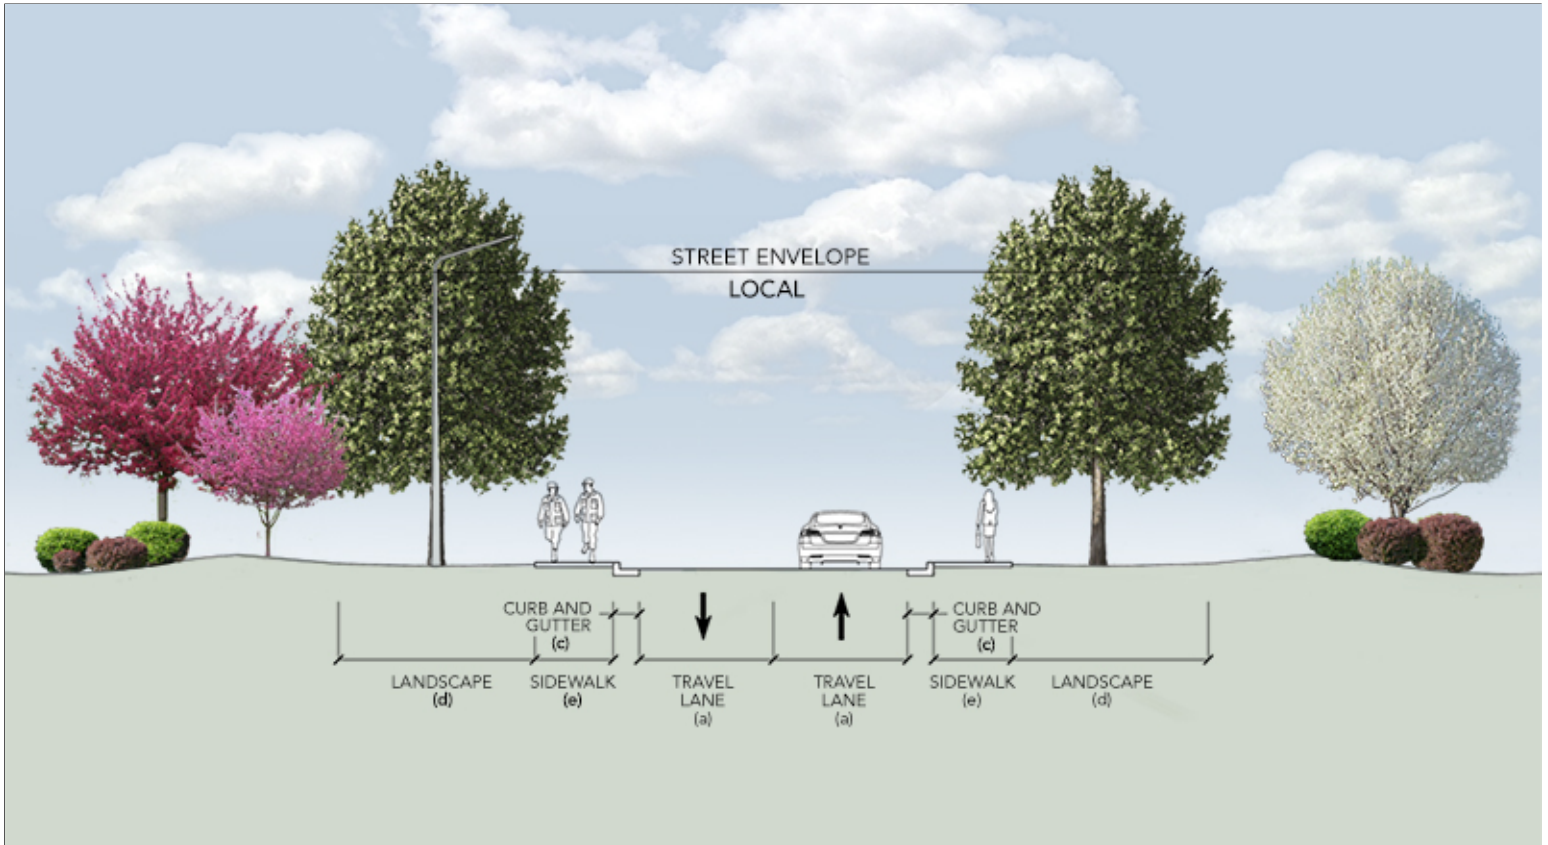 STREET ENVELOPE
LOCAL
CURB AND
GUTTER
(c)
CURB AND
GUTTER
(c)
LANDSCAPE
(d)
SIDEWALK
(e)
TRAVEL
LANE
(a)
TRAVEL
LANE
(a)
SIDEWALK
(e)
LANDSCAPE
(d)